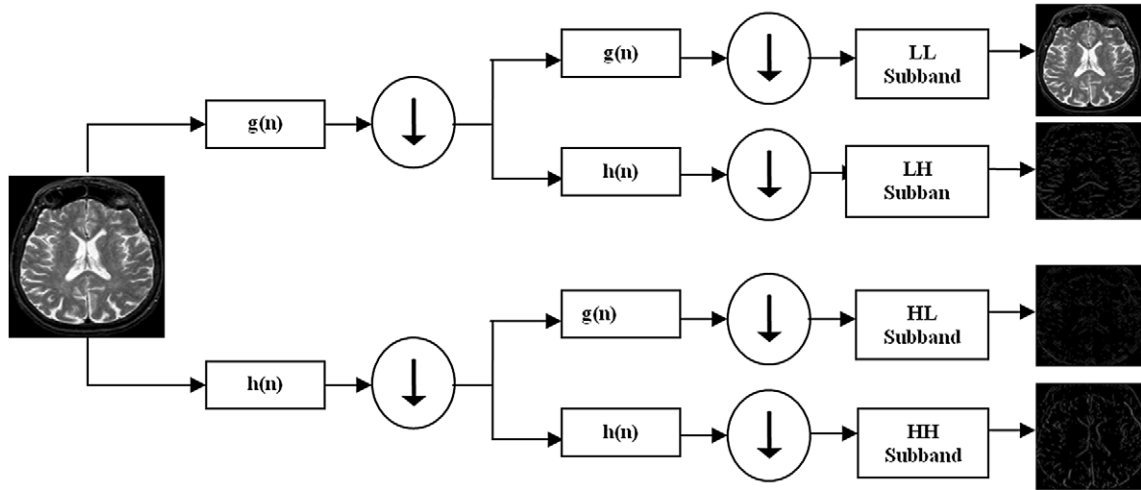 g(n)
LL
Subband
g(n)
h(n)
LH
Subban
g(n)
HL
Subband
h(n)
h(n)
HH
Subband